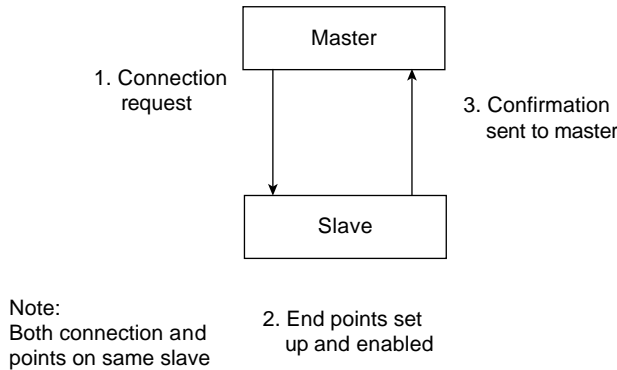 Master
1. Connection
request
3. Confirmation
sent to master
Slave
Note:
Both connection and
points on same slave
2. End points set
up and enabled